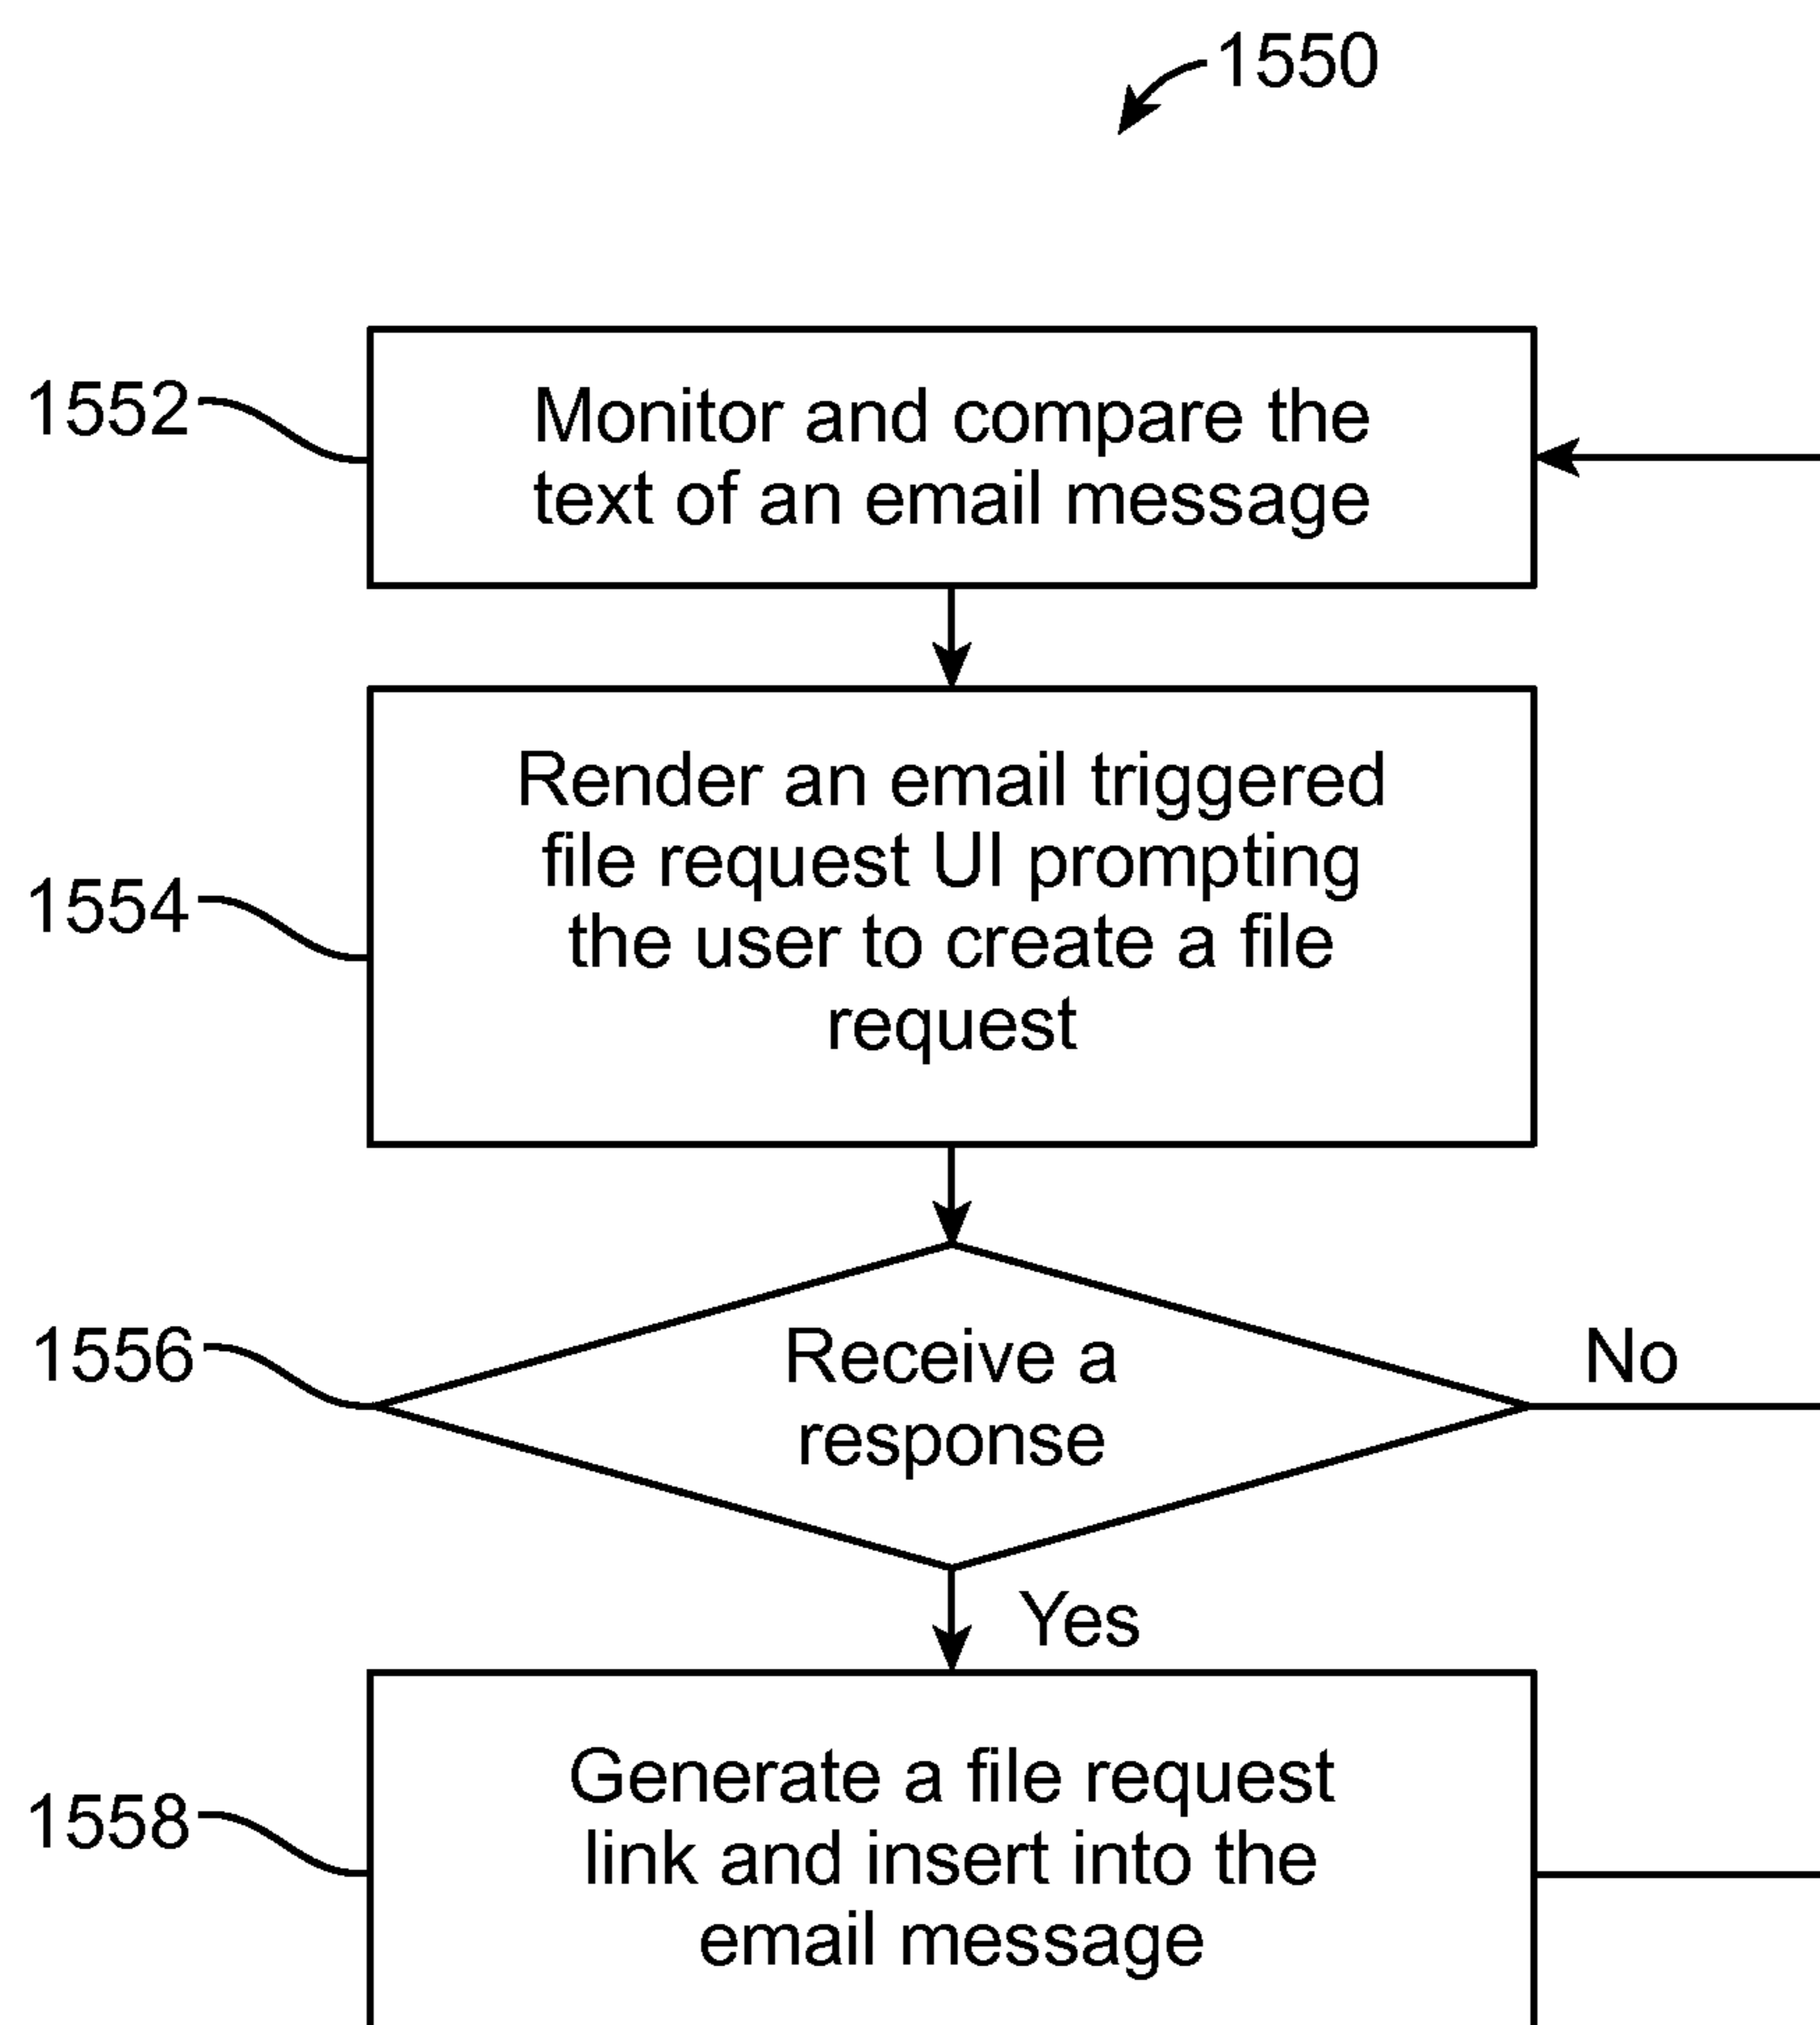 1550
1552
Monitor and compare the
text of an email message
1554
Render an email triggered
file request UI prompting
the user to create a file
request
1556
Receive a
response
No
Yes
1558
Generate a file request
link and insert into the
email message